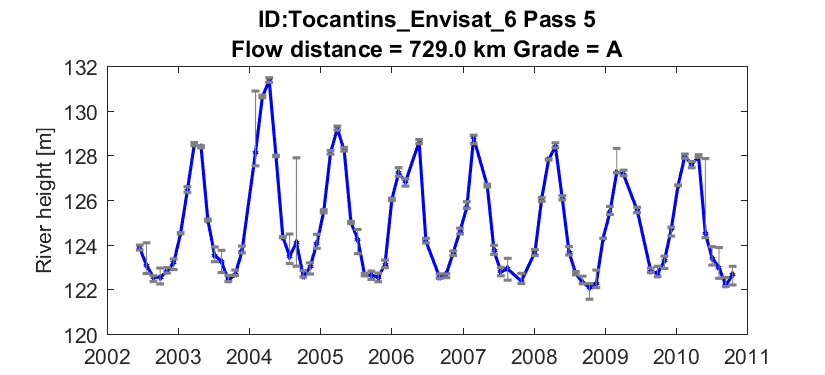 ID:Tocantins_Envisat_6 Pass 5
Flow distance = 729.0 km Grade = A
River height [m]
132
130
128
126
124
122
120
2002 2003 2004 2005 2006 2007 2008 2009 2010 2011